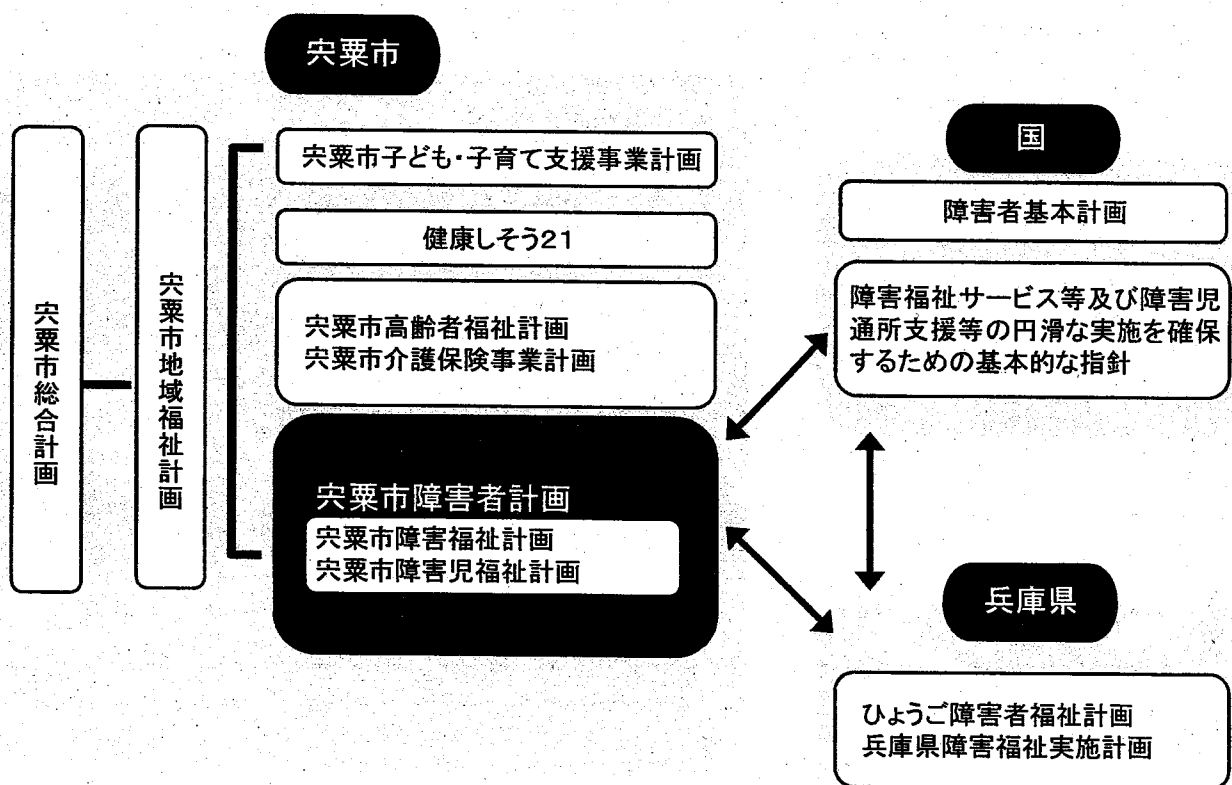 宍粟市
宍粟市総合計画
宍粟市地域福祉計画
宍粟市子ども・子育て支援事業計画
健康しそう21
宍粟市高齢者福祉計画
宍粟市介護保険事業計画
宍粟市障害者計画
宍粟市障害福祉計画
宍粟市障害児福祉計画
国
障害者基本計画
障害福祉サービス等及び障害児
通所支援等の円滑な実施を確保
するための基本的な指針
兵庫県
ひょうご障害者福祉計画
兵庫県障害福祉実施計画